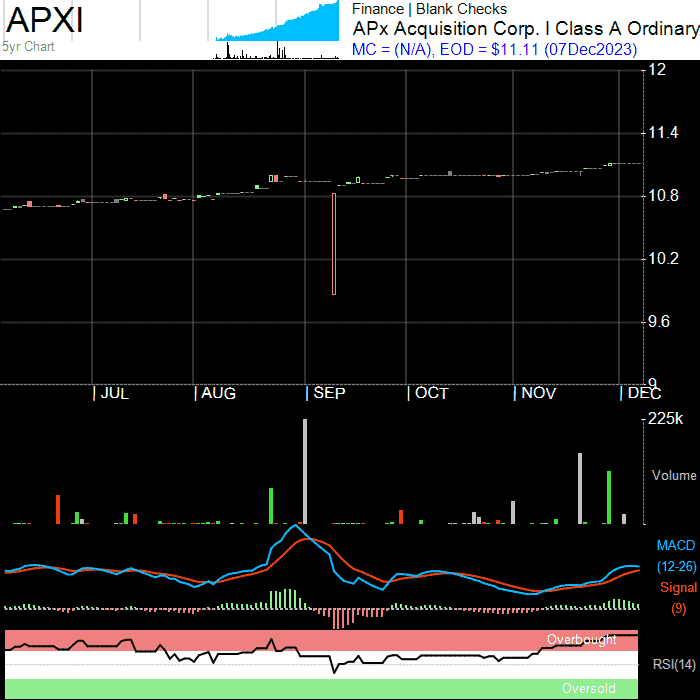 APXI
5yr Chart
Finance | Blank Checks
APx Acquisition Corp. I Class A Ordinary
MC = (N/A), EOD = $11.11 (07Dec2023)
12
11.4
10.8
10.2
9.6
9
JUL
AUG
SEP
OCT
NOV
DEC
225k
Volume
MACD
(12-26)
Signal
(9)
Overbought
RSI(14)
Oversold